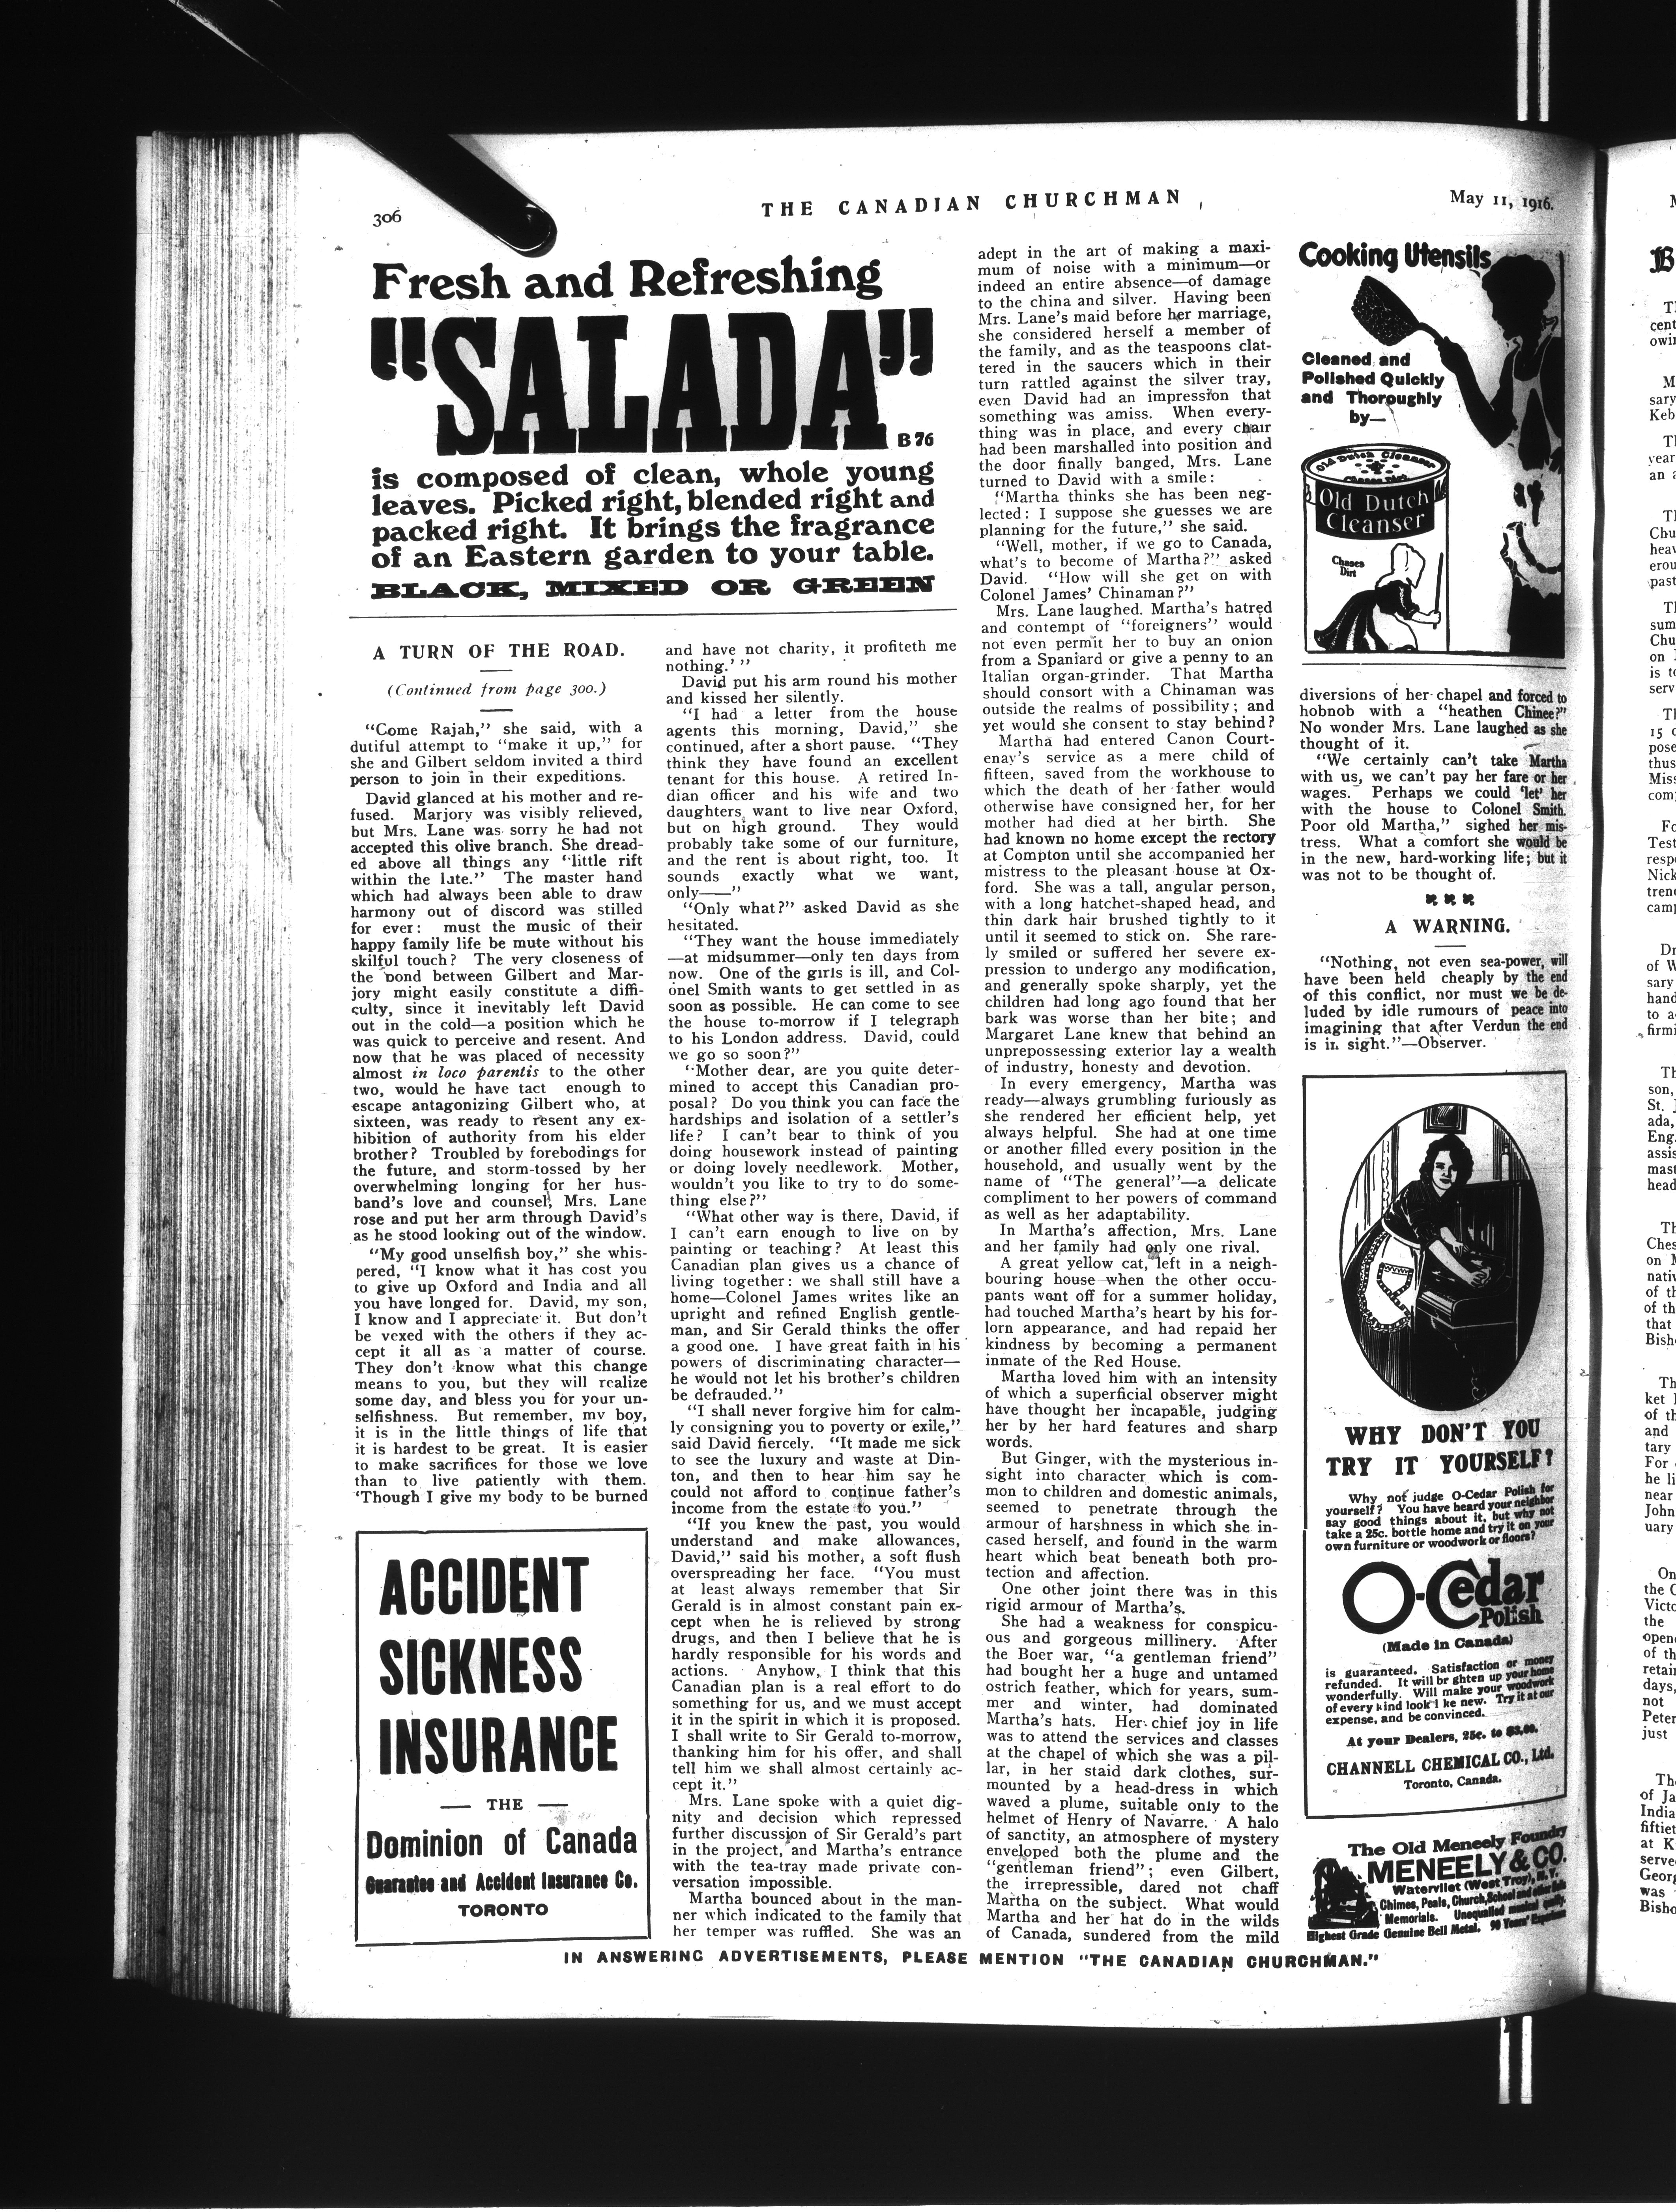 306
THE CANADIAN CHURCHMAN
May 11, 1916.
Fresh and Refreshing
"SALADA"
B 76
is composed of clean, whole young
leaves. Picked right, blended right and
packed right. It brings the fragrance
of an Eastern garden to your table.
BLACK, MIXED OR GREEN
A TURN OF THE ROAD.
(Continued from page 300.)
"Come Rajah," she said, with a
dutiful attempt to "make it up," for
she and Gilbert seldom invited a third
person to join in their expeditions.
David glanced at his mother and re-
fused. Marjory was visibly relieved,
but Mrs. Lane was sorry he had not
accepted this olive branch. She dread-
ed above all things any "little rift
within the lute." The master hand
which had always been able to draw
harmony out of discord was stilled
for ever: must the music of their
happy family life be mute without his
skilful touch? The very closeness of
the bond between Gilbert and Mar-
jory might easily constitute a diffi-
culty, since it inevitably left David
out in the cold—a position which he
was quick to perceive and resent. And
now that he was placed of necessity
almost in loco parentis to the other
two, would he have tact enough to
escape antagonizing Gilbert who, at
sixteen, was ready to resent any ex-
hibition of authority from his elder
brother? Troubled by forebodings for
the future, and storm-tossed by her
overwhelming longing for her hus-
band's love and counsel, Mrs. Lane
rose and put her arm through David's
as he stood looking out of the window.
"My good unselfish boy," she whis-
pered, "I know what it has cost you
to give up Oxford and India and all
you have longed for. David, my son,
I know and I appreciate it. But don't
be vexed with the others if they ac-
cept it all as a matter of course.
They don't know what this change
means to you, but they will realize
some day, and bless you for your un-
selfishness. But remember, my boy,
it is in the little things of life that
it is hardest to be great. It is easier
to make sacrifices for those we love
than to live patiently with them.
'Though I give my body to be burned
ACCIDENT
SICKNESS
INSURANCE
— THE —
Dominion of Canada
Guarantee and Accident Insurance Co.
TORONTO
and have not charity, it profiteth me
nothing.' "
David put his arm round his mother
and kissed her silently.
"I had a letter from the house
agents this morning, David," she
continued, after a short pause. "They
think they have found an excellent
tenant for this house. A retired In-
dian officer and his wife and two
daughters want to live near Oxford,
but on high ground. They would
probably take some of our furniture,
and the rent is about right, too. It
sounds exactly what we want,
only——"
"Only what?" asked David as she
hesitated.
"They want the house immediately
—at midsummer—only ten days from
now. One of the girls is ill, and Col-
onel Smith wants to get settled in as
soon as possible. He can come to see
the house to-morrow if I telegraph
to his London address. David, could
we go so soon?"
"Mother dear, are you quite deter-
mined to accept this Canadian pro-
posal? Do you think you can face the
hardships and isolation of a settler's
life? I can't bear to think of you
doing housework instead of painting
or doing lovely needlework. Mother,
wouldn't you like to try to do some-
thing else?"
"What other way is there, David, if
I can't earn enough to live on by
painting or teaching? At least this
Canadian plan gives us a chance of
living together: we shall still have a
home—Colonel James writes like an
upright and refined English gentle-
man, and Sir Gerald thinks the offer
a good one. I have great faith in his
powers of discriminating character—
he would not let his brother's children
be defrauded."
"I shall never forgive him for calm-
ly consigning you to poverty or exile,"
said David fiercely. "It made me sick
to see the luxury and waste at Din-
ton, and then to hear him say he
could not afford to continue father's
income from the estate to you."
"If you knew the past, you would
understand and make allowances,
David," said his mother, a soft flush
overspreading her face. "You must
at least always remember that Sir
Gerald is in almost constant pain ex-
cept when he is relieved by strong
drugs, and then I believe that he is
hardly responsible for his words and
actions. Anyhow, I think that this
Canadian plan is a real effort to do
something for us, and we must accept
it in the spirit in which it is proposed.
I shall write to Sir Gerald to-morrow,
thanking him for his offer, and shall
tell him we shall almost certainly ac-
cept it."
Mrs. Lane spoke with a quiet dig-
nity and decision which repressed
further discussion of Sir Gerald's part
in the project, and Martha's entrance
with the tea-tray made private con-
versation impossible.
Martha bounced about in the man-
ner which indicated to the family that
her temper was ruffled. She was an
adept in the art of making a maxi-
mum of noise with a minimum—or
indeed an entire absence—of damage
to the china and silver. Having been
Mrs. Lane's maid before her marriage,
she considered herself a member of
the family, and as the teaspoons clat-
tered in the saucers which in their
turn rattled against the silver tray,
even David had an impression that
something was amiss. When every-
thing was in place, and every chair
had been marshalled into position and
the door finally banged, Mrs. Lane
turned to David with a smile:
"Martha thinks she has been neg-
lected: I suppose she guesses we are
planning for the future," she said.
"Well, mother, if we go to Canada,
what's to become of Martha?" asked
David. "How will she get on with
Colonel James' Chinaman?"
Mrs. Lane laughed. Martha's hatred
and contempt of "foreigners" would
not even permit her to buy an onion
from a Spaniard or give a penny to an
Italian organ-grinder. That Martha
should consort with a Chinaman was
outside the realms of possibility; and
yet would she consent to stay behind?
Martha had entered Canon Court-
enay's service as a mere child of
fifteen, saved from the workhouse to
which the death of her father would
otherwise have consigned her, for her
mother had died at her birth. She
had known no home except the rectory
at Compton until she accompanied her
mistress to the pleasant house at Ox-
ford. She was a tall, angular person,
with a long hatchet-shaped head, and
thin dark hair brushed tightly to it
until it seemed to stick on. She rare-
ly smiled or suffered her severe ex-
pression to undergo any modification,
and generally spoke sharply, yet the
children had long ago found that her
bark was worse than her bite; and
Margaret Lane knew that behind an
unprepossessing exterior lay a wealth
of industry, honesty and devotion.
In every emergency, Martha was
ready—always grumbling furiously as
she rendered her efficient help, yet
always helpful. She had at one time
or another filled every position in the
household, and usually went by the
name of "The general"—a delicate
compliment to her powers of command
as well as her adaptability.
In Martha's affection, Mrs. Lane
and her family had only one rival.
A great yellow cat, left in a neigh-
bouring house when the other occu-
pants went off for a summer holiday,
had touched Martha's heart by his for-
lorn appearance, and had repaid her
kindness by becoming a permanent
inmate of the Red House.
Martha loved him with an intensity
of which a superficial observer might
have thought her incapable, judging
her by her hard features and sharp
words.
But Ginger, with the mysterious in-
sight into character which is com-
mon to children and domestic animals,
seemed to penetrate through the
armour of harshness in which she in-
cased herself, and found in the warm
heart which beat beneath both pro-
tection and affection.
One other joint there was in this
rigid armour of Martha's.
She had a weakness for conspicu-
ous and gorgeous millinery. After
the Boer war, "a gentleman friend"
had bought her a huge and untamed
ostrich feather, which for years, sum-
mer and winter, had dominated
Martha's hats. Her chief joy in life
was to attend the services and classes
at the chapel of which she was a pil-
lar, in her staid dark clothes, sur-
mounted by a head-dress in which
waved a plume, suitable only to the
helmet of Henry of Navarre. A halo
of sanctity, an atmosphere of mystery
enveloped both the plume and the
"gentleman friend"; even Gilbert,
the irrepressible, dared not chaff
Martha on the subject. What would
Martha and her hat do in the wilds
of Canada, sundered from the mild
Cooking Utensils
Cleaned and
Polished Quickly
and Thoroughly
by—
Old Dutch Cleanser
Old Dutch
Cleanser
Chases
Dirt
diversions of her chapel and forced to
hobnob with a "heathen Chinee?"
No wonder Mrs. Lane laughed as she
thought of it.
"We certainly can't take Martha
with us, we can't pay her fare or her
wages. Perhaps we could 'let' her
with the house to Colonel Smith.
Poor old Martha," sighed her mis-
tress. What a comfort she would be
in the new, hard-working life; but it
was not to be thought of.
A WARNING.
"Nothing, not even sea-power, will
have been held cheaply by the end
of this conflict, nor must we be de-
luded by idle rumours of peace into
imagining that after Verdun the end
is in sight."—Observer.
WHY DON'T YOU
TRY IT YOURSELF?
Why not judge O-Cedar Polish for
yourself? You have heard your neighbor
say good things about it, but why not
take a 25c. bottle home and try it on your
own furniture or woodwork or floors?
O-Cedar
Polish
(Made in Canada)
is guaranteed. Satisfaction or money
refunded. It will br ghten up your home
wonderfully. Will make your woodwork
of every kind look l ke new. Try it at our
expense, and be convinced.
At your Dealers, 25c. to $3.00.
CHANNELL CHEMICAL CO., Ltd.
Toronto, Canada.
The Old Meneely Foundry
MENEELY & CO.
Watervliet (West Troy), N.Y.
Chimes, Peals, Church, School and other Bells
Memorials. Unequalled musical quality.
Highest Grade Genuine Bell Metal. 90 Years' Experience
IN ANSWERING ADVERTISEMENTS, PLEASE MENTION "THE CANADIAN CHURCHMAN."